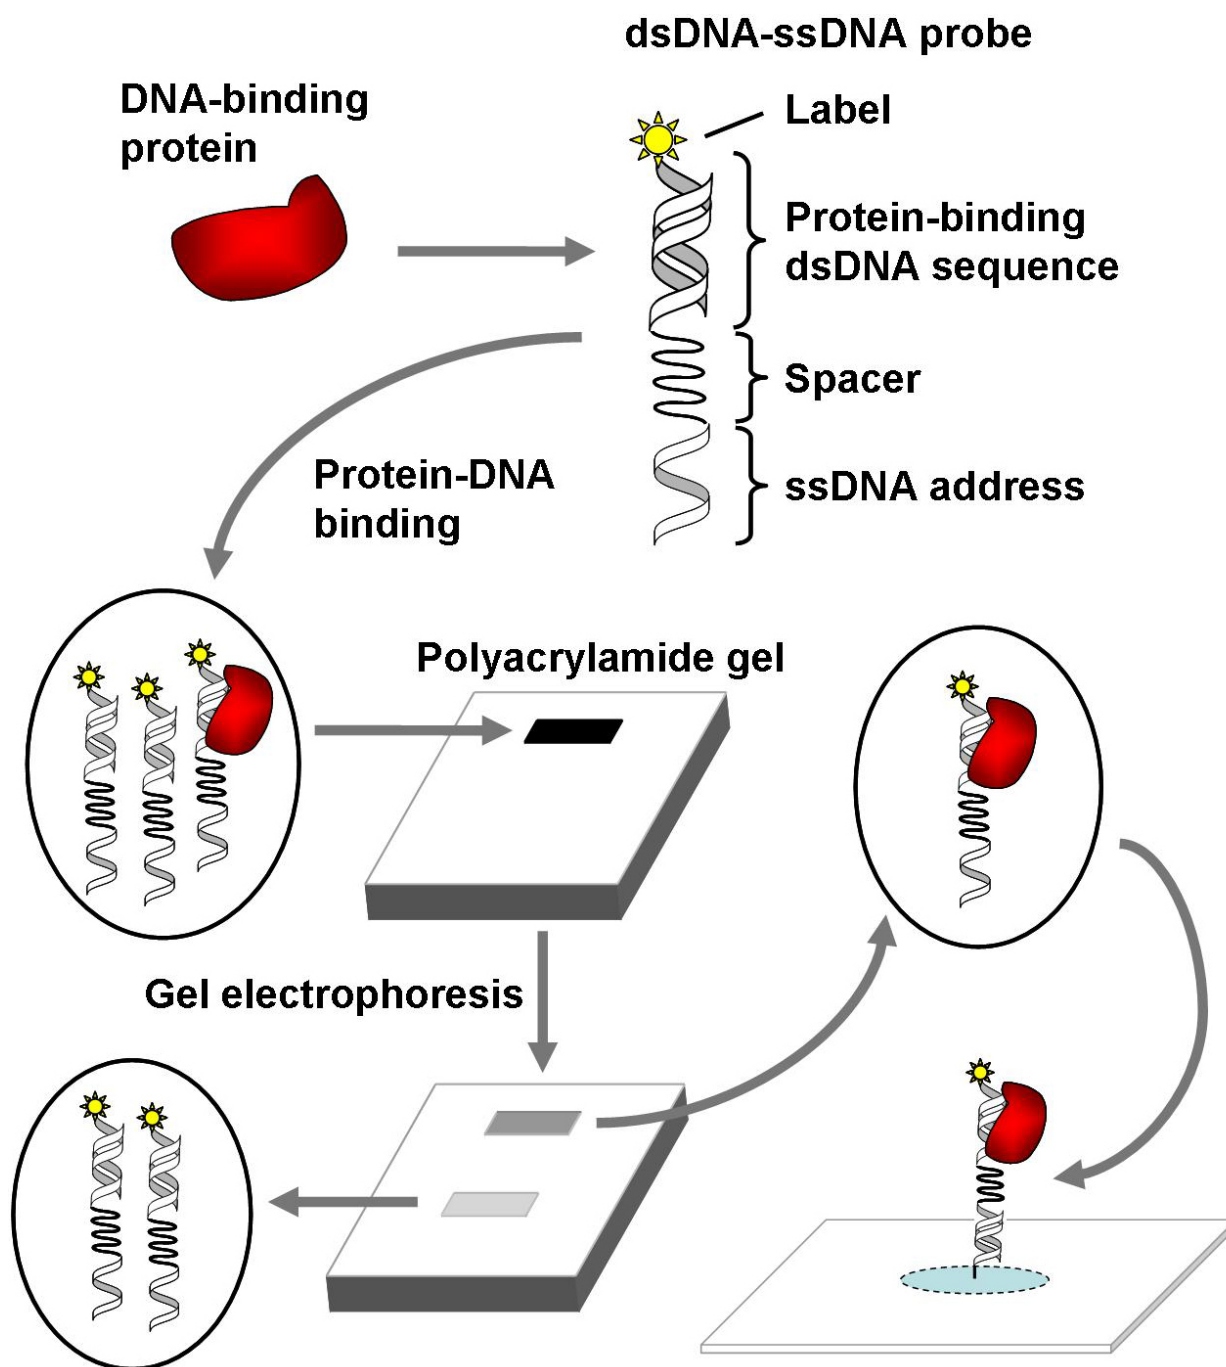 dsDNA-ssDNA probe
DNA-binding
protein
Label
Protein-binding
dsDNA sequence
Spacer
ssDNA address
Protein-DNA
binding
Polyacrylamide gel
Gel electrophoresis